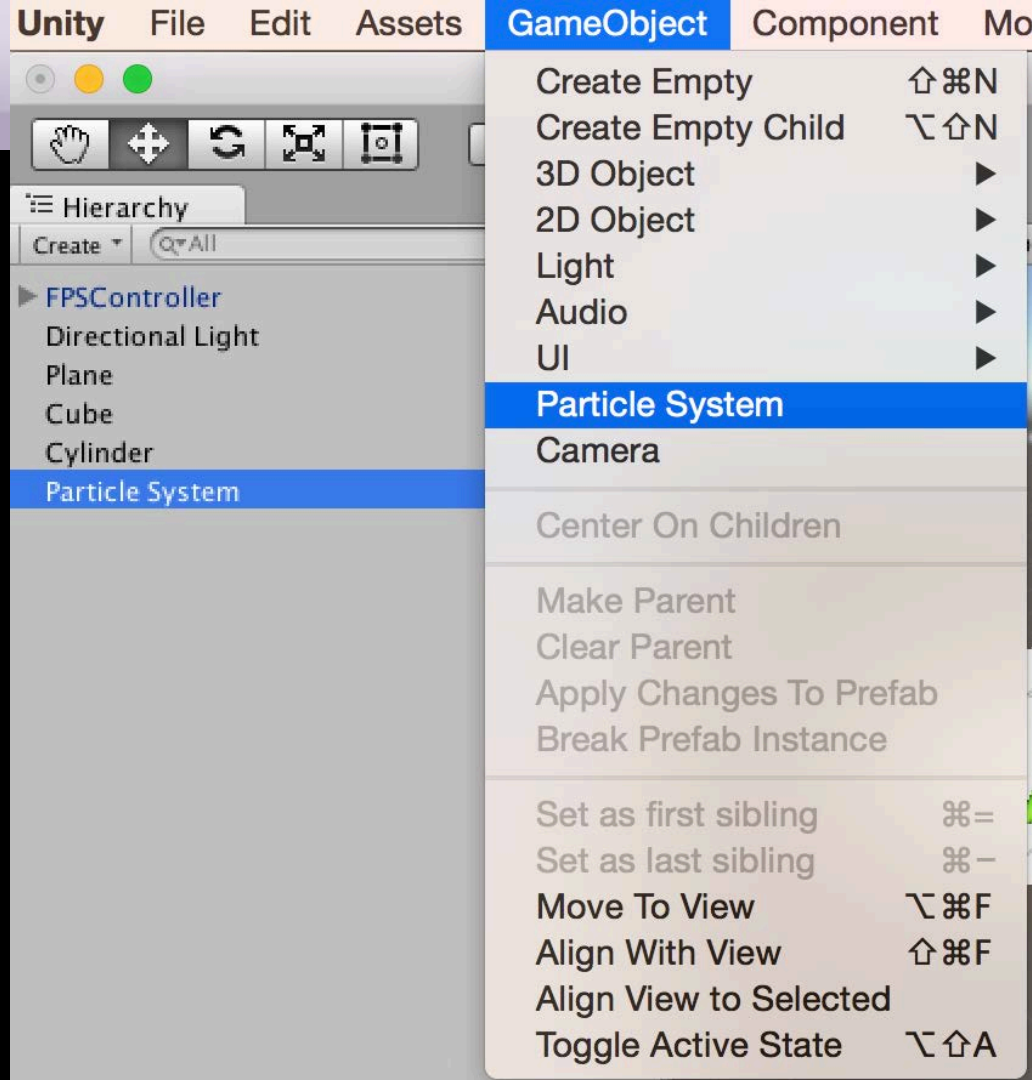 Unity File Edit Assets GameObject Component Mo
Create Empty ⇧⌘N
Create Empty Child ⌥⇧N
3D Object ▶
2D Object ▶
Light ▶
Audio ▶
UI ▶
Particle System
Camera
Center On Children
Make Parent
Clear Parent
Apply Changes To Prefab
Break Prefab Instance
Set as first sibling ⌘=
Set as last sibling ⌘−
Move To View ⌥⌘F
Align With View ⇧⌘F
Align View to Selected
Toggle Active State ⌥⇧A
Hierarchy
Create All
FPSController
Directional Light
Plane
Cube
Cylinder
Particle System